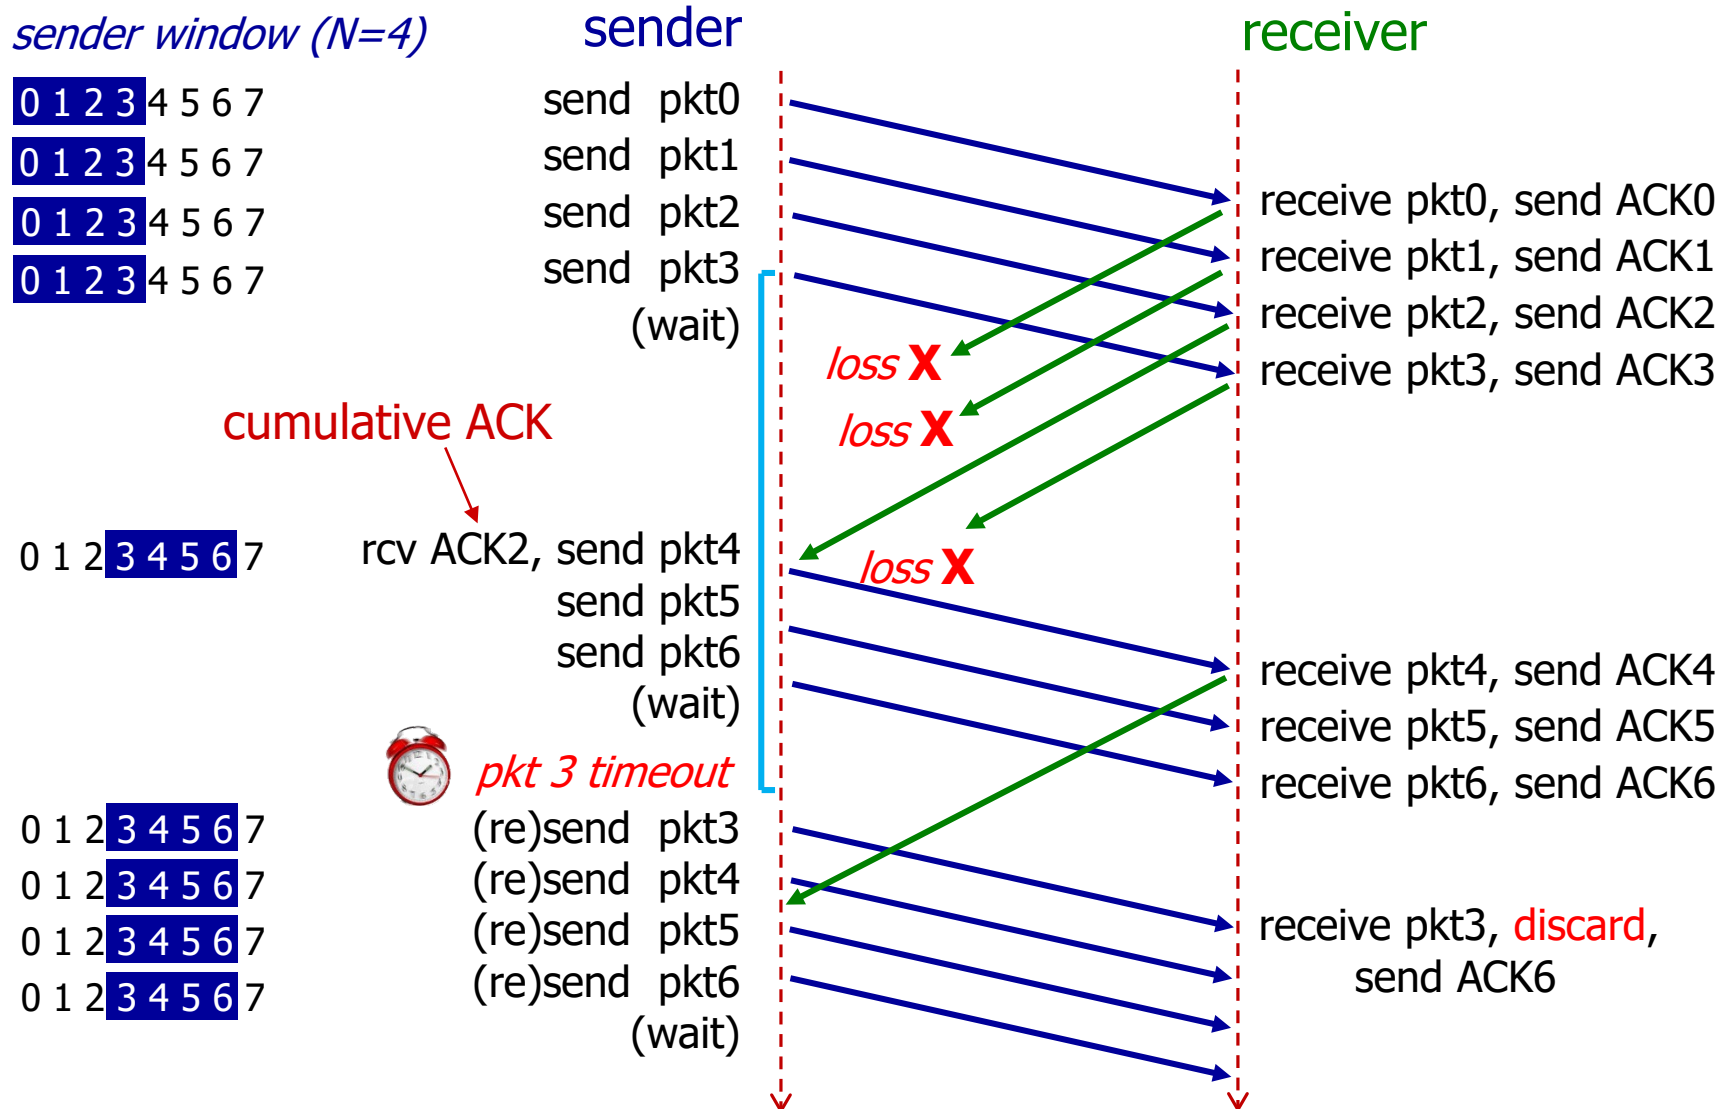 sender window (N=4)
sender
receiver
0 1 2 3 4 5 6 7
send pkt0
0 1 2 3 4 5 6 7
send pkt1
receive pkt0, send ACK0
0 1 2 3 4 5 6 7
send pkt2
receive pkt1, send ACK1
0 1 2 3 4 5 6 7
send pkt3
receive pkt2, send ACK2
(wait)
loss X
receive pkt3, send ACK3
cumulative ACK
loss X
0 1 2 3 4 5 6 7
rcv ACK2, send pkt4
loss X
send pkt5
send pkt6
receive pkt4, send ACK4
(wait)
receive pkt5, send ACK5
pkt 3 timeout
receive pkt6, send ACK6
0 1 2 3 4 5 6 7
(re)send pkt3
0 1 2 3 4 5 6 7
(re)send pkt4
0 1 2 3 4 5 6 7
(re)send pkt5
receive pkt3, discard,
0 1 2 3 4 5 6 7
(re)send pkt6
send ACK6
(wait)